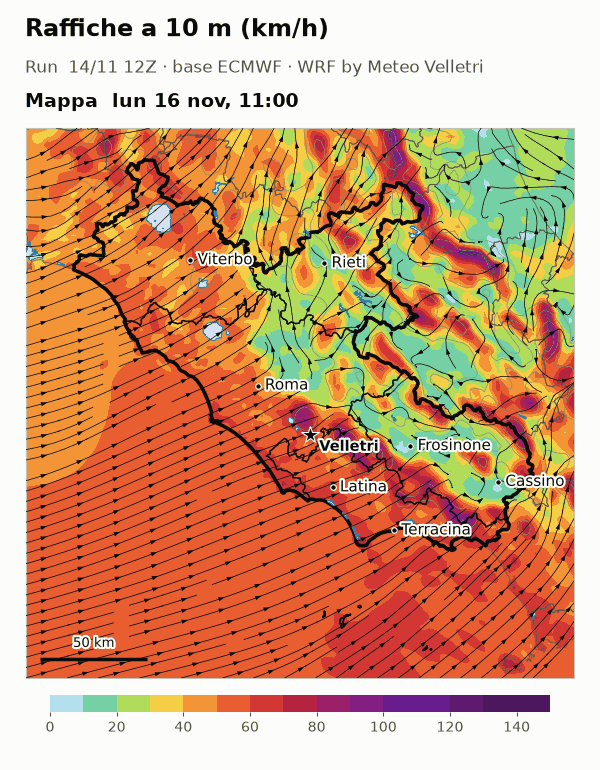 Raffiche a 10 m (km/h)
Run 14/11 12Z · base ECMWF · WRF by Meteo Velletri
Mappa lun 16 nov, 11:00
Viterbo
Rieti
Roma
Velletri
Frosinone
Cassino
Latina
Terracina
50 km
0 20 40 60 80 100 120 140